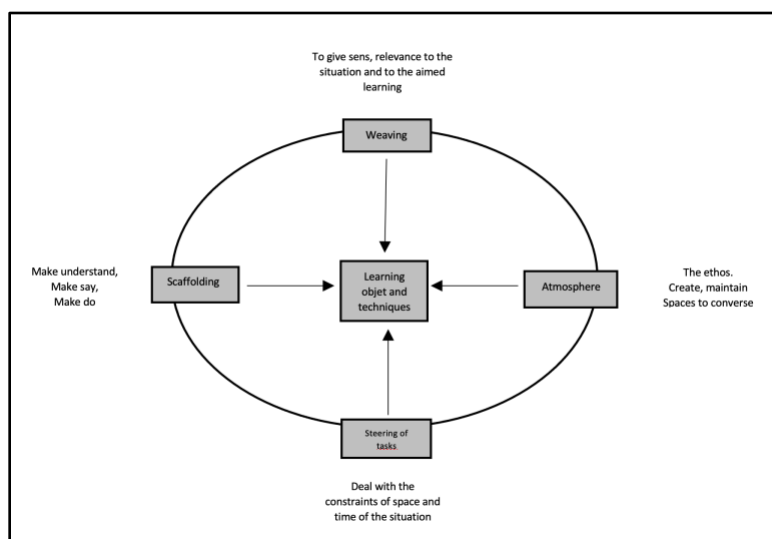 To give sens, relevance to the
situation and to the aimed
learning
Weaving
Make understand,
Make say,
Make do
Scaffolding
Learning
objet and
techniques
Atmosphere
The ethos.
Create, maintain
Spaces to converse
Steering of
tasks
Deal with the
constraints of space and
time of the situation